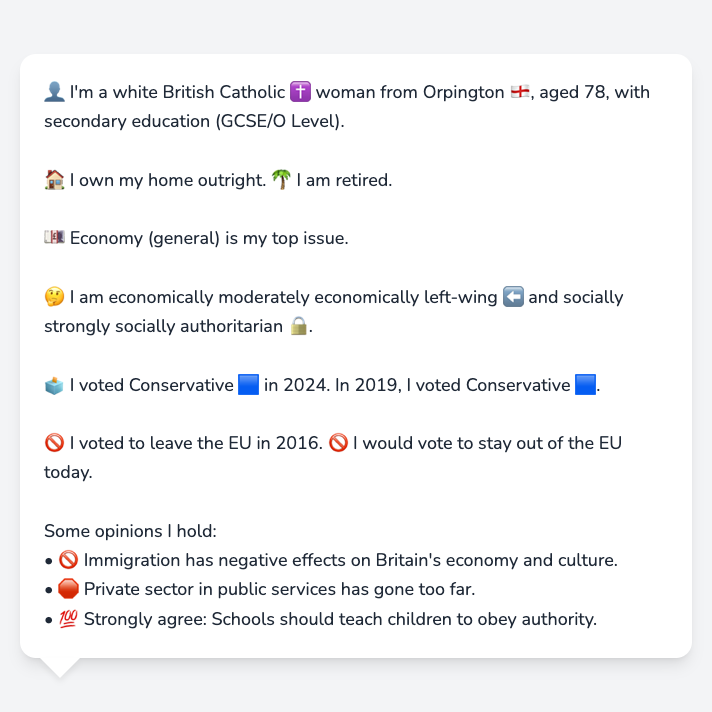 👤 I'm a white British Catholic ✝️ woman from Orpington 🏴󠁧󠁢󠁥󠁮󠁧󠁿, aged 78, with
secondary education (GCSE/O Level).
🏠 I own my home outright. 🌴 I am retired.
💷 Economy (general) is my top issue.
🤔 I am economically moderately economically left-wing ⬅️ and socially
strongly socially authoritarian 🔒.
🗳️ I voted Conservative 🟦 in 2024. In 2019, I voted Conservative 🟦.
🚫 I voted to leave the EU in 2016. 🚫 I would vote to stay out of the EU
today.
Some opinions I hold:
• 🚫 Immigration has negative effects on Britain's economy and culture.
• 🛑 Private sector in public services has gone too far.
• 💯 Strongly agree: Schools should teach children to obey authority.